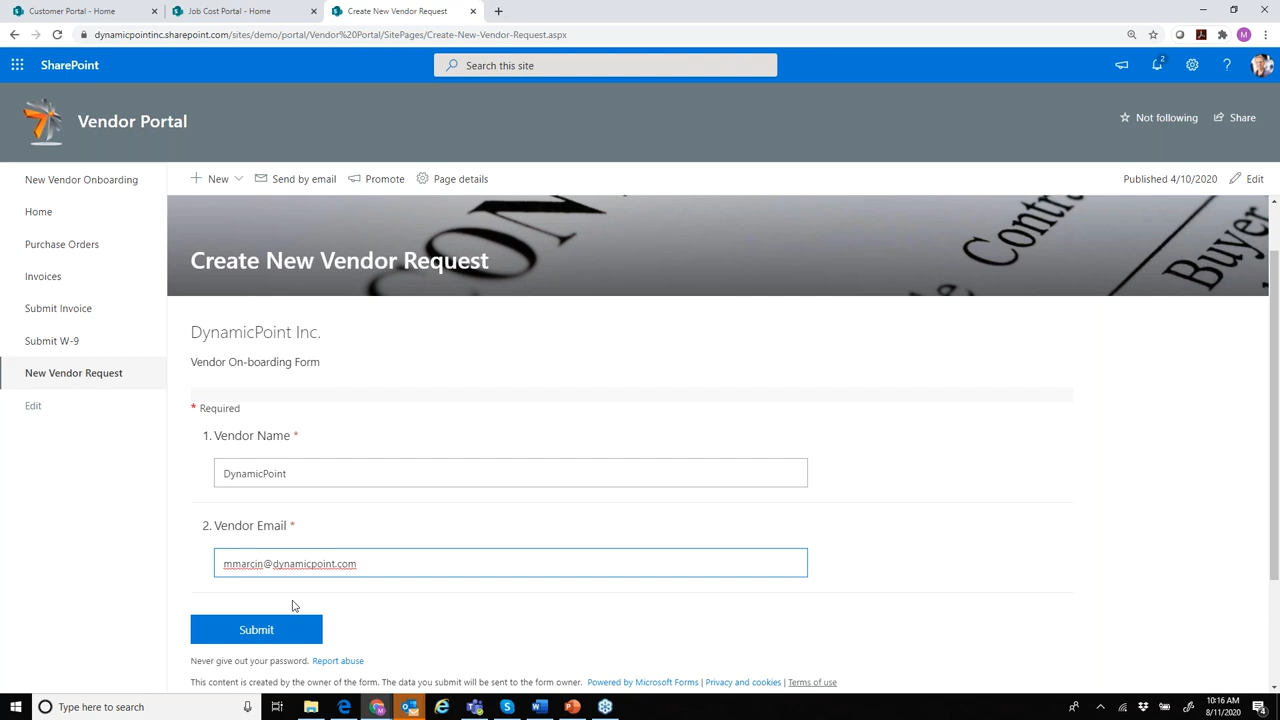 Customer Portal - Home
Job Cost Portal - Home
Create New Vendor Request
dynamicpointinc.sharepoint.com/sites/demo/portal/Vendor%20Portal/SitePages/Create-New-Vendor-Request.aspx
M
SharePoint
Search this site
2
Vendor Portal
Not following
Share
New Vendor Onboarding
Home
Purchase Orders
Invoices
Submit Invoice
Submit W-9
New Vendor Request
Edit
New
Send by email
Promote
Page details
Published 4/10/2020
Edit
CON
Contra
Buyer
Create New Vendor Request
DynamicPoint Inc.
Vendor On-boarding Form
* Required
1. Vendor Name *
DynamicPoint
2. Vendor Email *
mmarcin@dynamicpoint.com
Submit
Never give out your password. Report abuse
This content is created by the owner of the form. The data you submit will be sent to the form owner. Powered by Microsoft Forms | Privacy and cookies | Terms of use
Type here to search
10:16 AM
8/11/2020
4